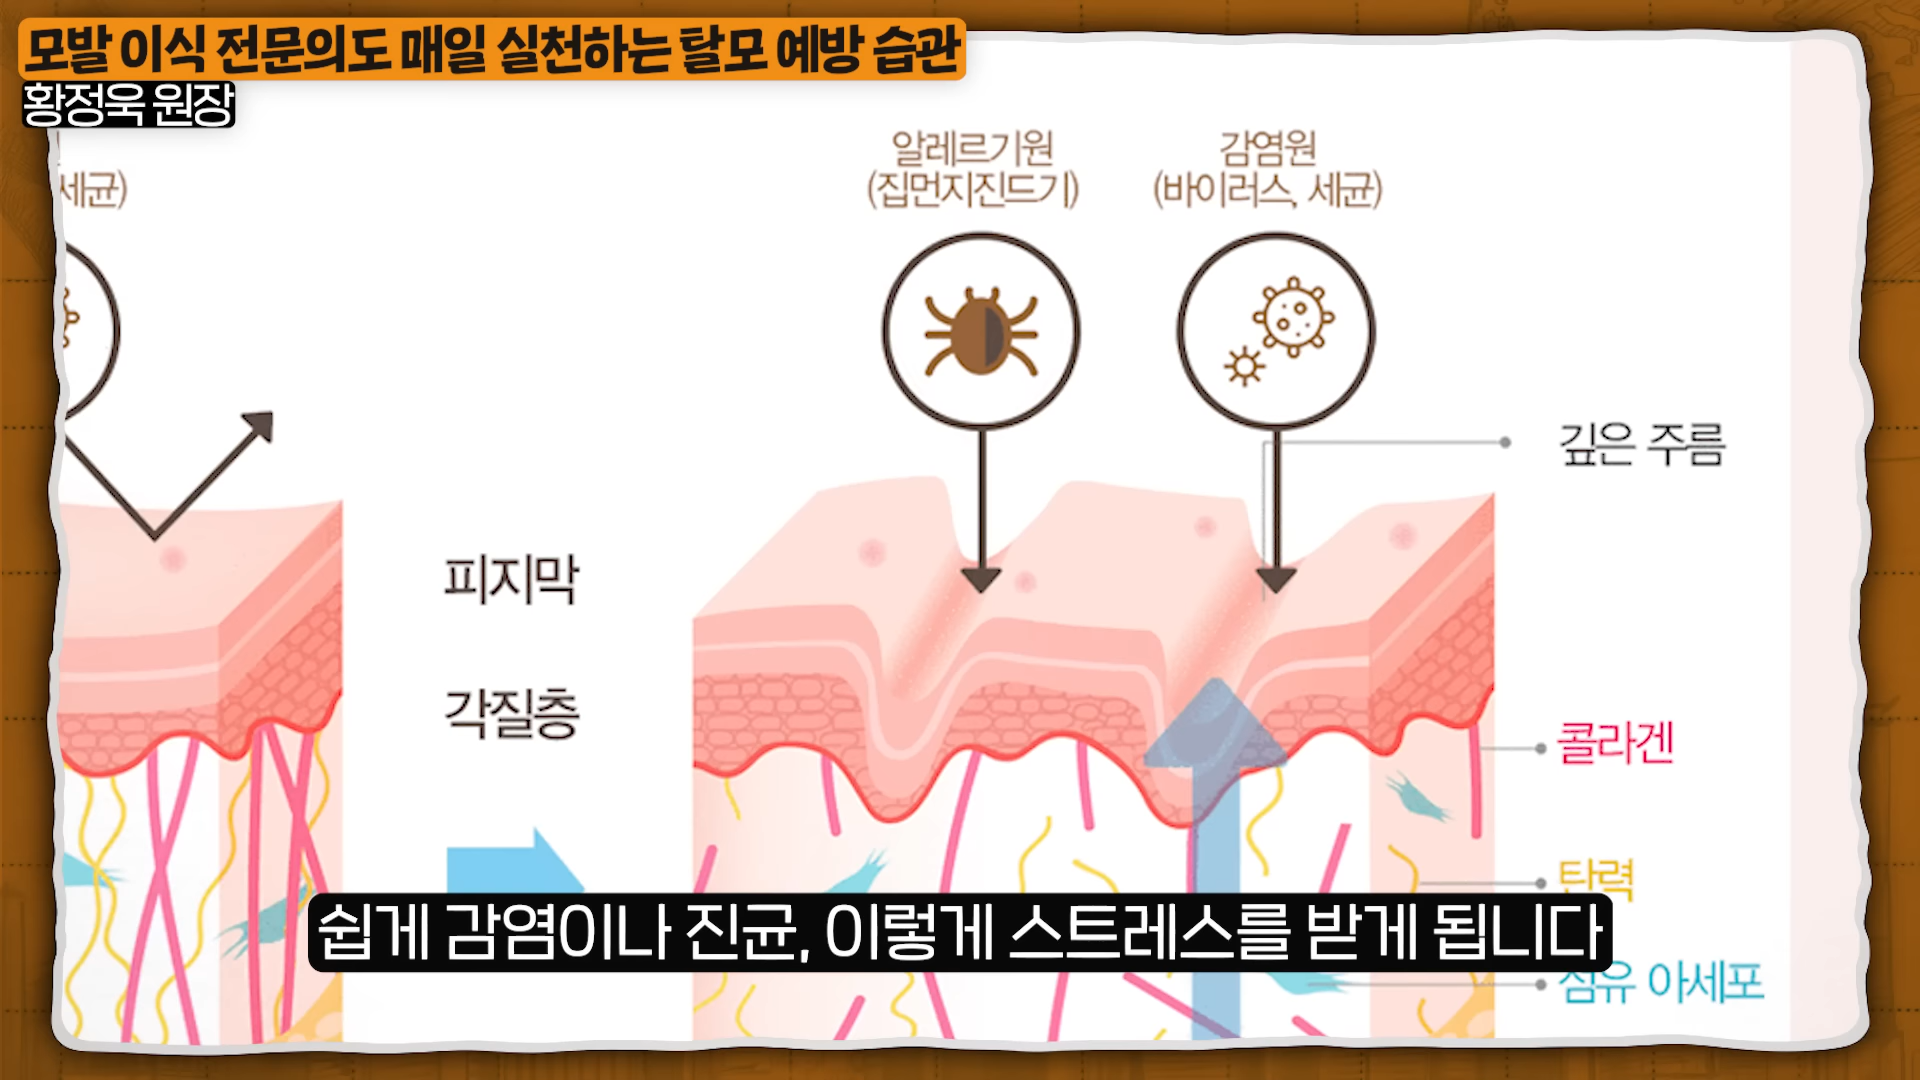 모발 이식 전문의도 매일 실천하는 탈모 예방 습관
황정욱 원장
세균)
알레르기원
(집먼지진드기)
감염원
(바이러스, 세균)
깊은 주름
피지막
각질층
콜라겐
탄력
섬유 아세포
쉽게 감염이나 진균, 이렇게 스트레스를 받게 됩니다